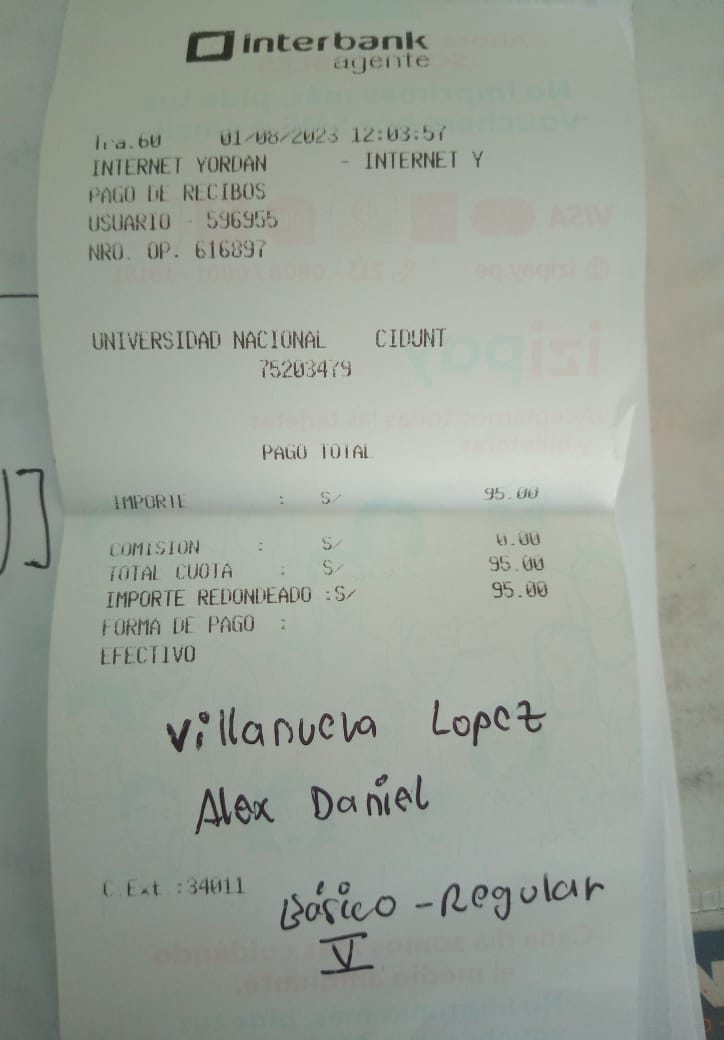 interbank
agente
Tra.60 01/08/2023 12:03:57
INTERNET YORDAN - INTERNET Y
PAGO DE RECIBOS
USUARIO - 596955
NRO. OP. 616897
UNIVERSIDAD NACIONAL CIDUNT
75203479
PAGO TOTAL
IMPORTE : S/ 95.00
COMISION : S/ 0.00
TOTAL CUOTA : S/ 95.00
IMPORTE REDONDEADO :S/ 95.00
FORMA DE PAGO :
EFECTIVO
Villanueva Lopez
Alex Daniel
C.Ext.:34011
Básico - Regular
V